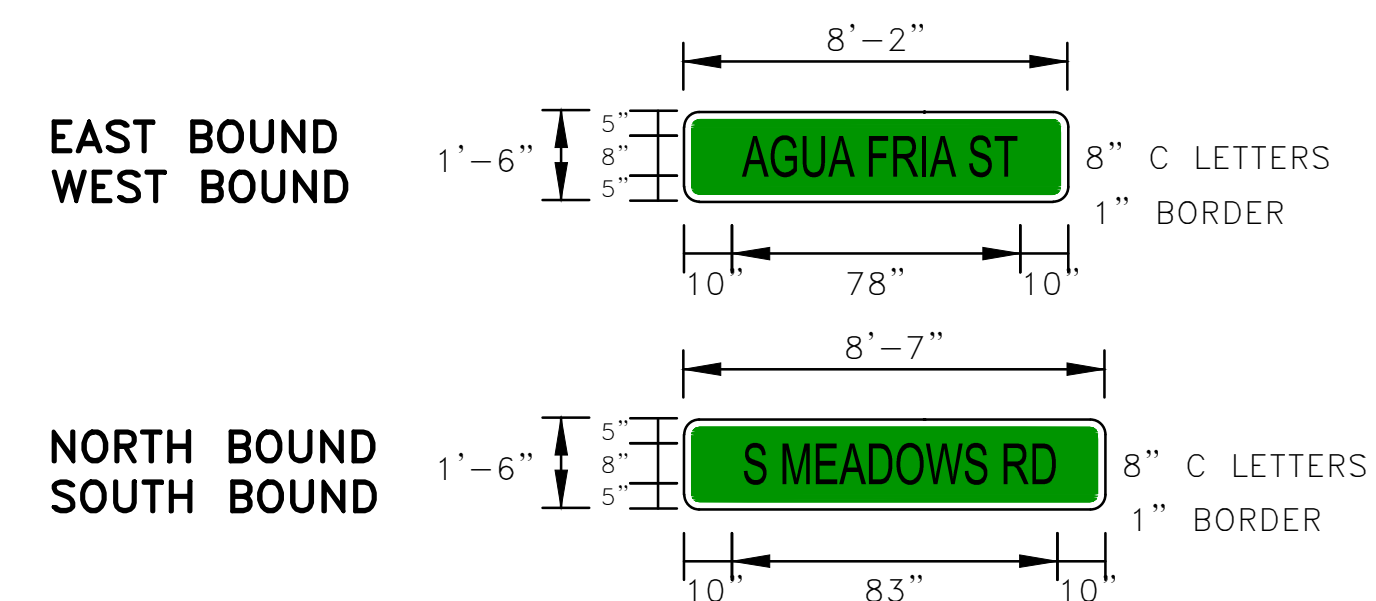 8'-2"
EAST BOUND
WEST BOUND
1'-6"
5"
8"
5"
AGUA FRIA ST
8" C LETTERS
1" BORDER
10"
78"
10"
8'-7"
NORTH BOUND
SOUTH BOUND
1'-6"
5"
8"
5"
S MEADOWS RD
8" C LETTERS
1" BORDER
10"
83"
10"